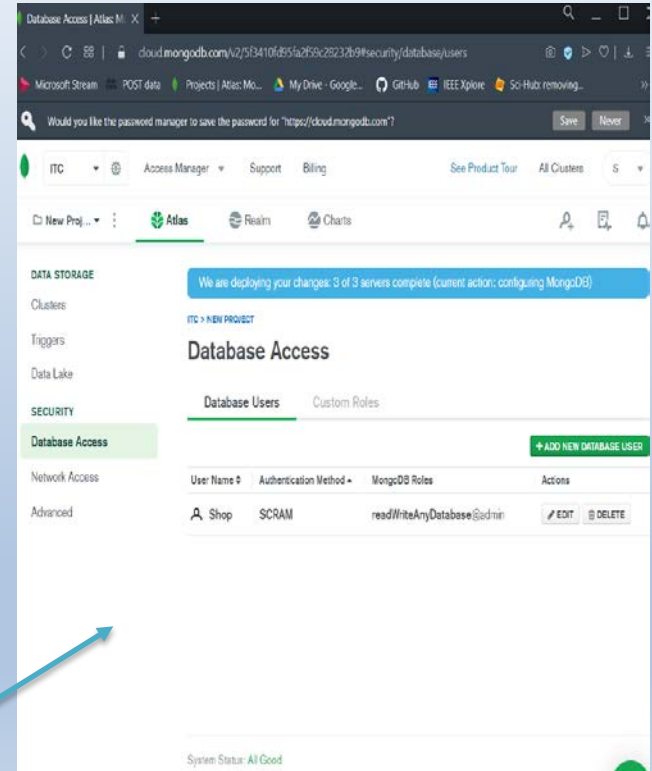 Database Access | Atlas: M
cloud.mongodb.com/v2/5f3410fd95fa2f59c28232b9#security/database/users
Microsoft Stream POST data Projects | Atlas: Mo... My Drive - Google... GitHub IEEE Xplore Sci-Hub: removing...
Would you like the password manager to save the password for "https://cloud.mongodb.com"? Save Never
ITC Access Manager Support Billing See Product Tour All Clusters S
New Proj... Atlas Realm Charts
DATA STORAGE
Clusters
Triggers
Data Lake
SECURITY
Database Access
Network Access
Advanced
We are deploying your changes: 3 of 3 servers complete (current action: configuring MongoDB)
ITC > NEW PROJECT
Database Access
Database Users Custom Roles
+ ADD NEW DATABASE USER
User Name Authentication Method MongoDB Roles Actions
Shop SCRAM readWriteAnyDatabase@admin EDIT DELETE
System Status: All Good